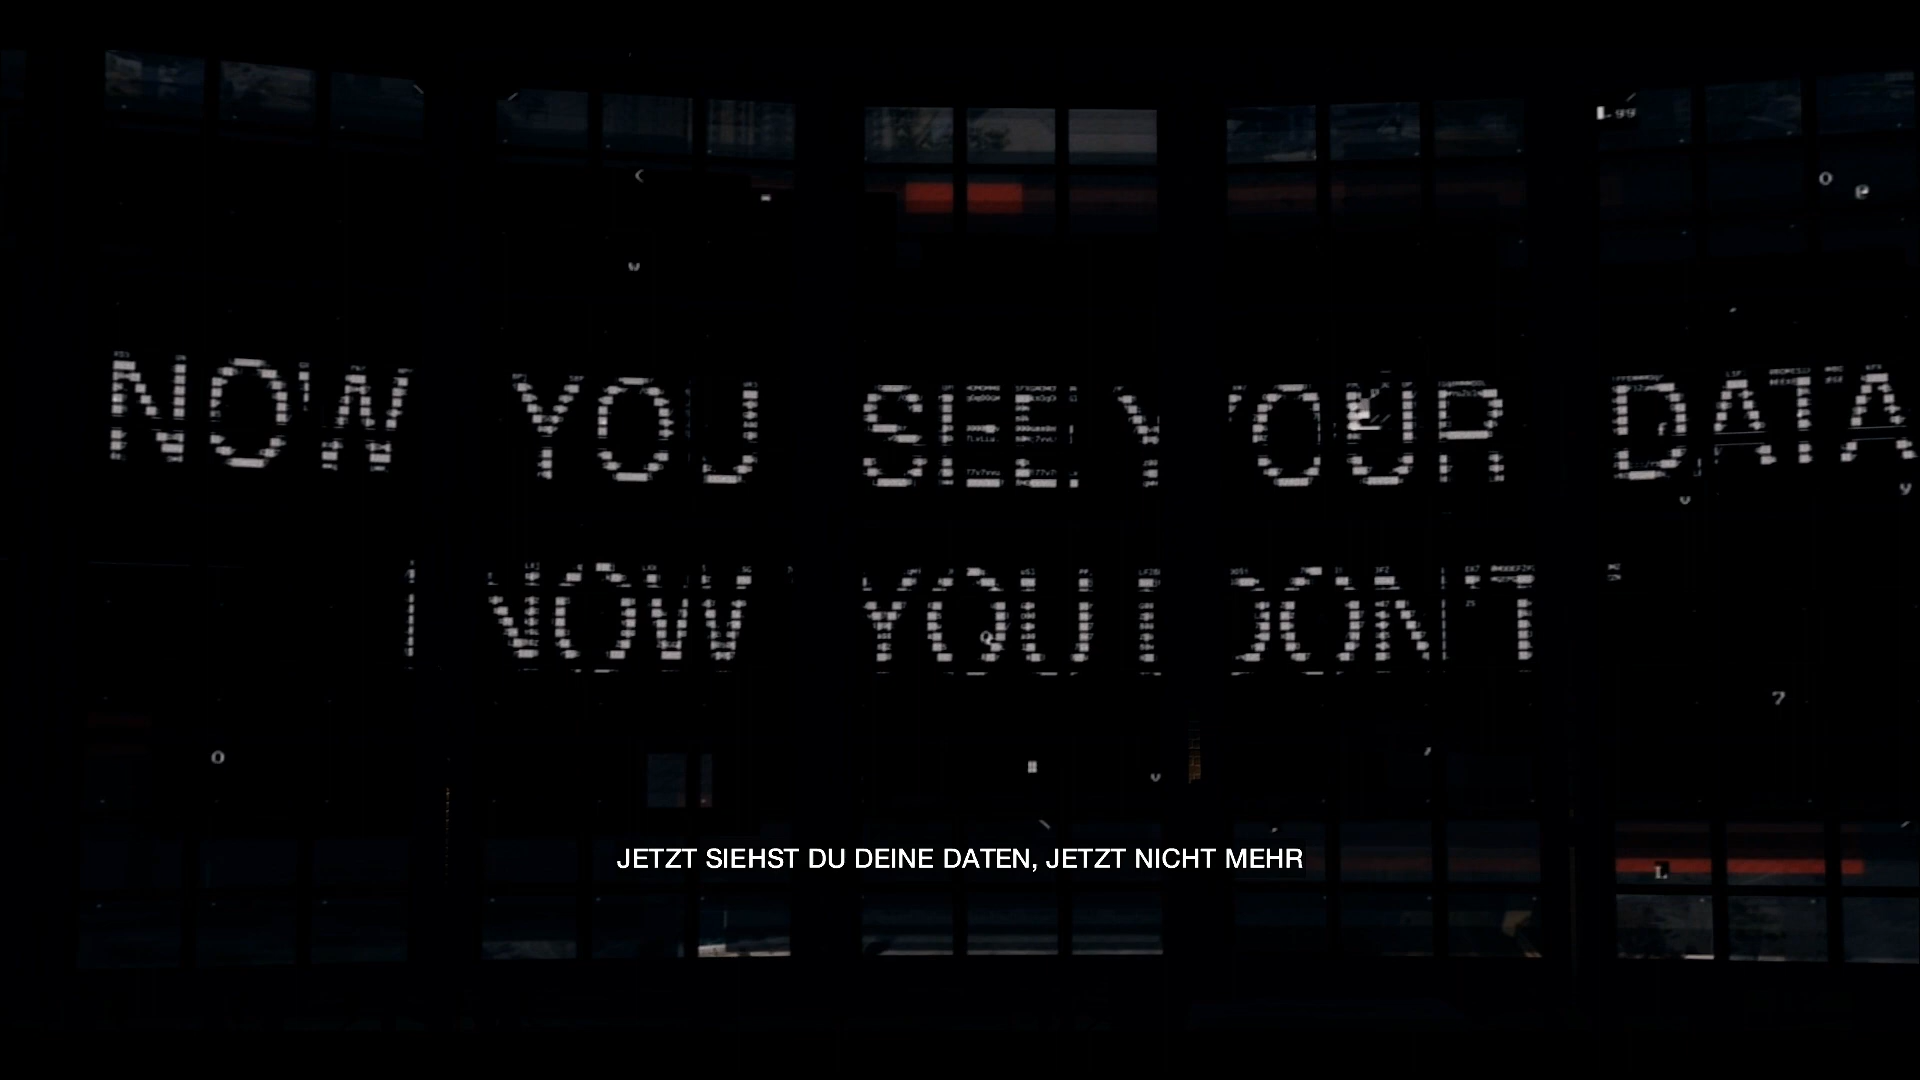 NOW YOU SEE YOUR DATA
NOW YOU DON'T
JETZT SIEHST DU DEINE DATEN, JETZT NICHT MEHR